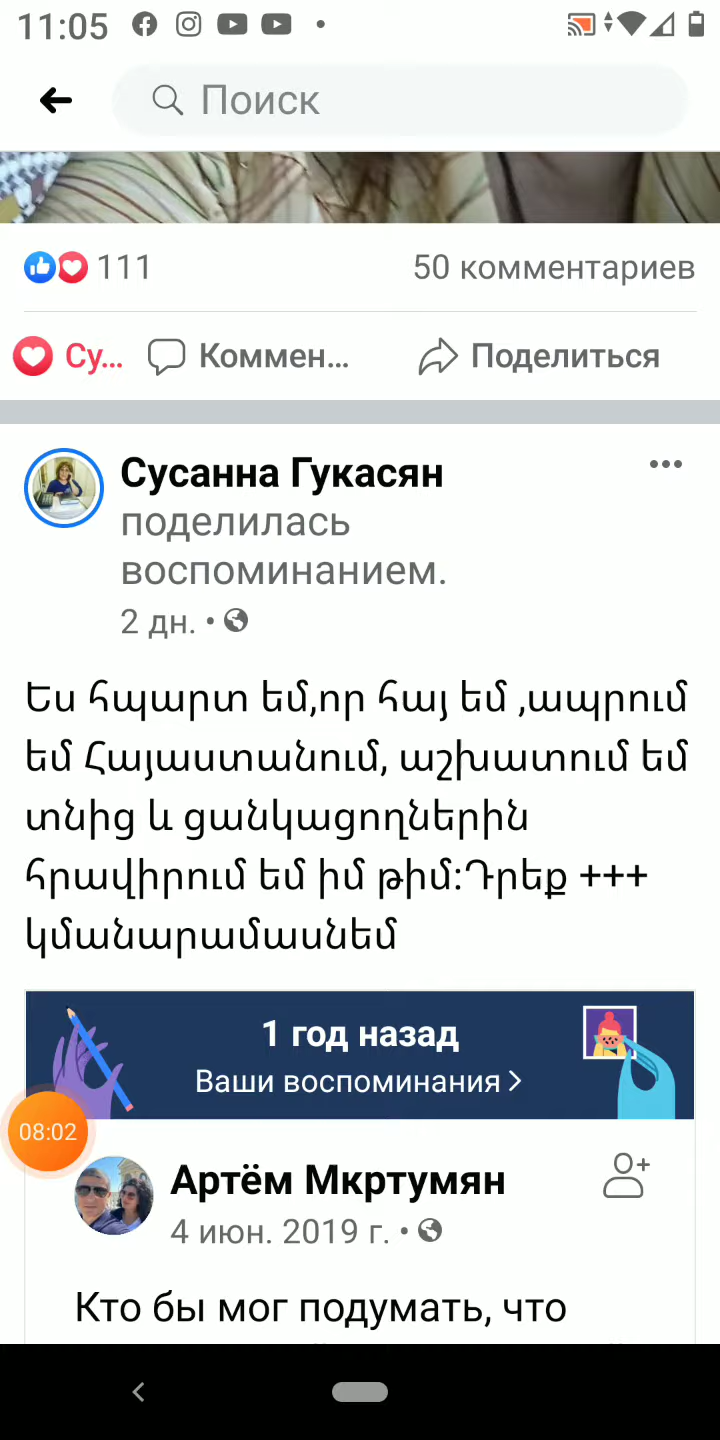 11:05
Поиск
111
50 комментариев
Су...
Коммен...
Поделиться
Сусанна Гукасян
поделилась
воспоминанием.
2 дн. •
Ես հպարտ եմ,որ հայ եմ ,ապրում
եմ Հայաստանում, աշխատում եմ
տնից և ցանկացողներին
հրավիրում եմ իմ թիմ:Դրեք +++
կմանարամասնեմ
1 год назад
Ваши воспоминания >
08:02
Артём Мкртумян
4 июн. 2019 г. •
Кто бы мог подумать, что